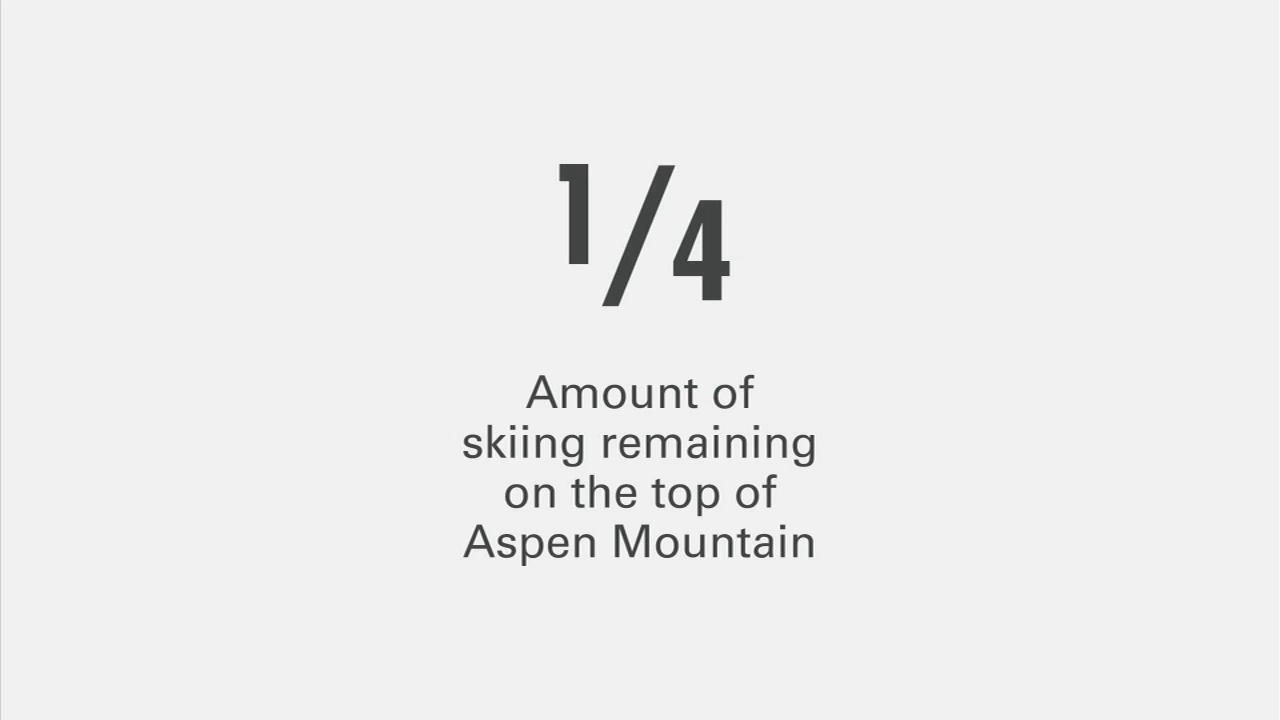 1/4
Amount of
skiing remaining
on the top of
Aspen Mountain